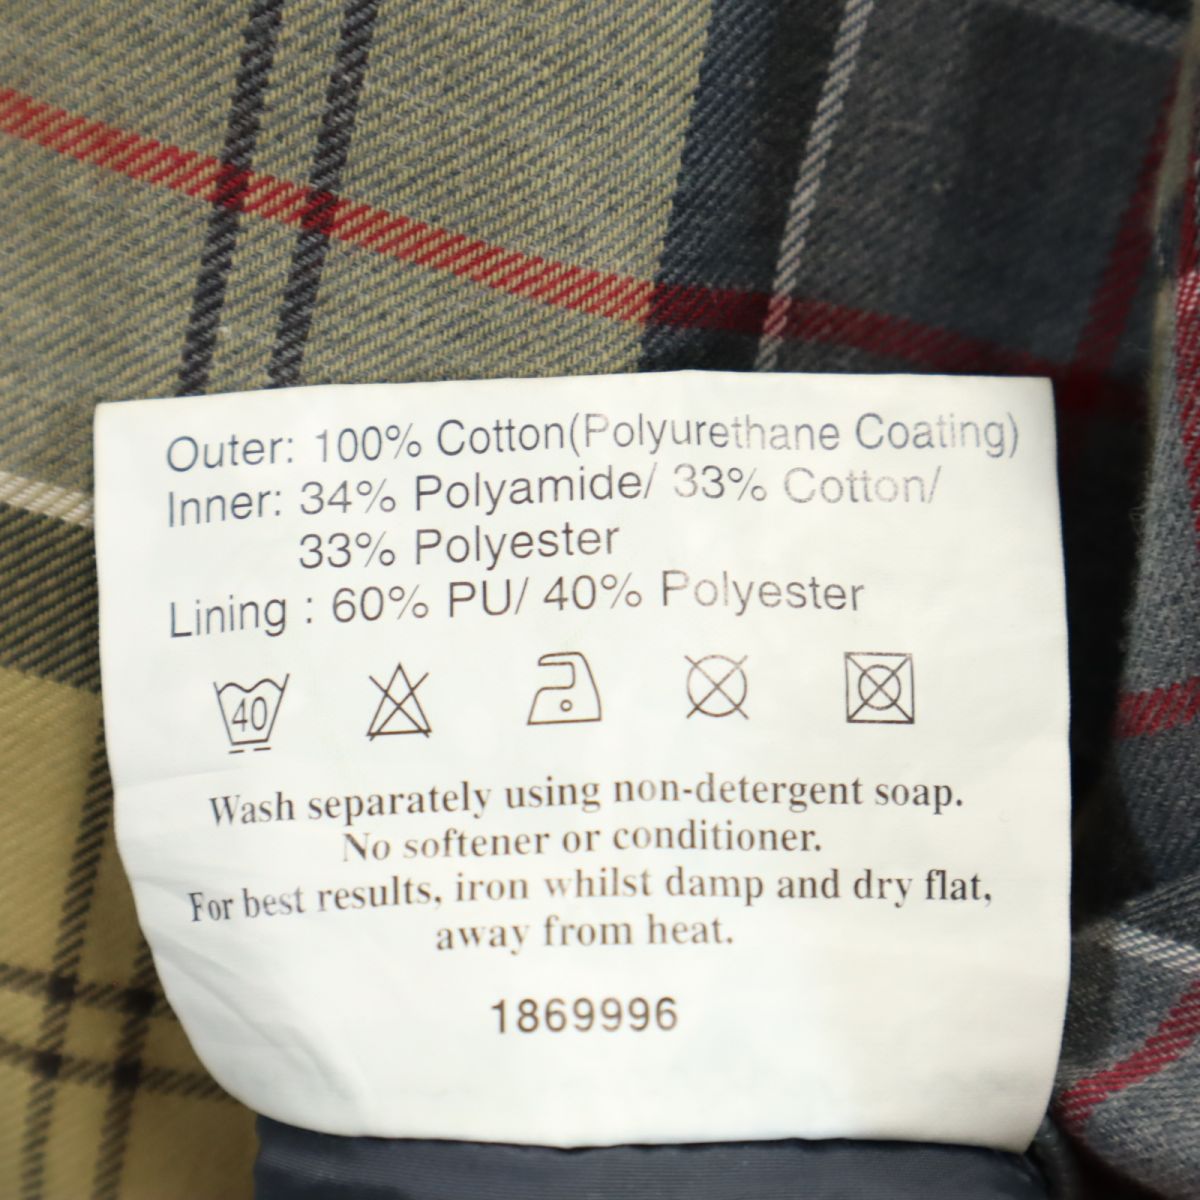 Outer: 100% Cotton(Polyurethane Coating)
Inner: 34% Polyamide/ 33% Cotton/
33% Polyester
Lining : 60% PU/ 40% Polyester
40
Wash separately using non-detergent soap.
No softener or conditioner.
For best results, iron whilst damp and dry flat,
away from heat.
1869996